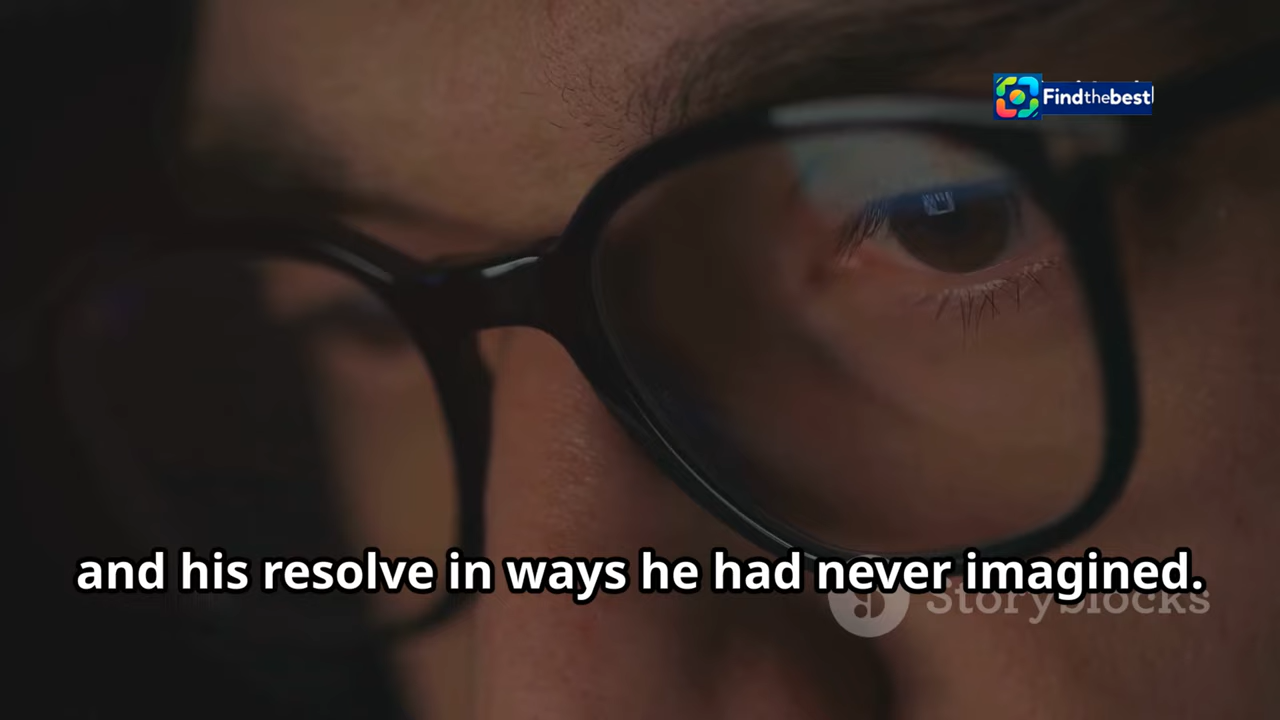 Findthebest
and his resolve in ways he had never imagined.
Storyblocks